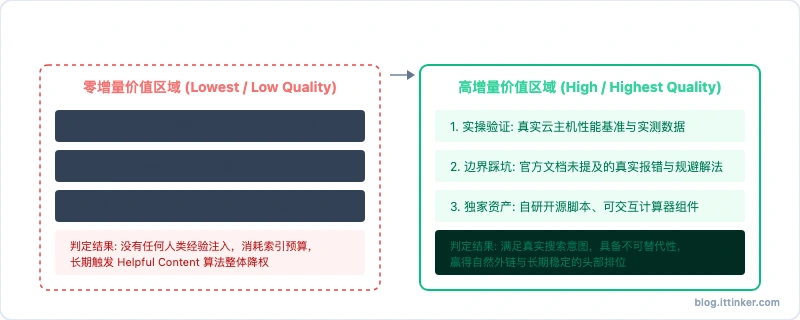 零增量价值区域 (Lowest / Low Quality)
判定结果: 没有任何人类经验注入，消耗索引预算，
长期触发 Helpful Content 算法整体降权
高增量价值区域 (High / Highest Quality)
1. 实操验证: 真实云主机性能基准与实测数据
2. 边界踩坑: 官方文档未提及的真实报错与规避解法
3. 独家资产: 自研开源脚本、可交互计算器组件
判定结果: 满足真实搜索意图，具备不可替代性，
赢得自然外链与长期稳定的头部排位
blog.ittinker.com